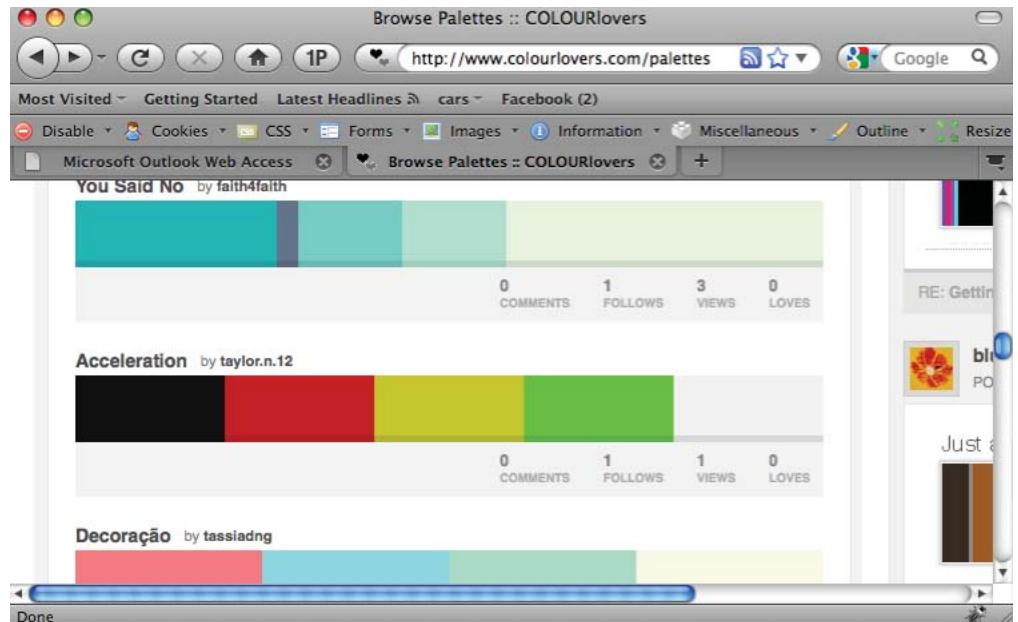 Browse Palettes :: COLOURlovers
1P http://www.colourlovers.com/palettes Google
Most Visited Getting Started Latest Headlines cars Facebook (2)
Disable Cookies CSS Forms Images Information Miscellaneous Outline Resize
Microsoft Outlook Web Access Browse Palettes :: COLOURlovers +
You Said No by faith4faith
0 1 3 0
COMMENTS FOLLOWS VIEWS LOVES
RE: Gettin
Acceleration by taylor.n.12
blu
PO
0 1 1 0
COMMENTS FOLLOWS VIEWS LOVES
Just
Decoração by tassiadng
Done